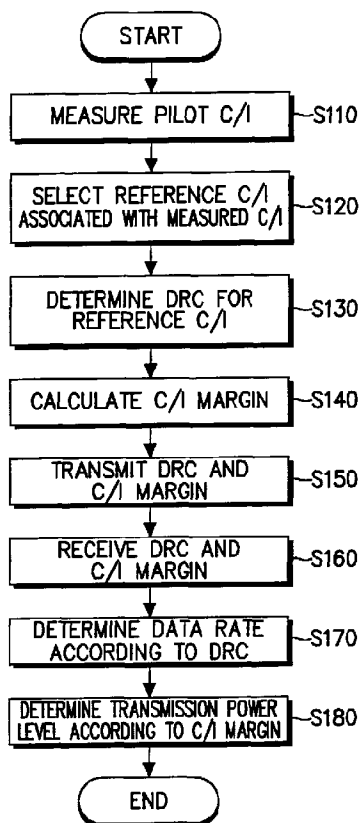 START
MEASURE PILOT C/I
S110
SELECT REFERENCE C/I
ASSOCIATED WITH MEASURED C/I
S120
DETERMINE DRC FOR
REFERENCE C/I
S130
CALCULATE C/I MARGIN
S140
TRANSMIT DRC AND
C/I MARGIN
S150
RECEIVE DRC AND
C/I MARGIN
S160
DETERMINE DATA RATE
ACCORDING TO DRC
S170
DETERMINE TRANSMISSION POWER
LEVEL ACCORDING TO C/I MARGIN
S180
END